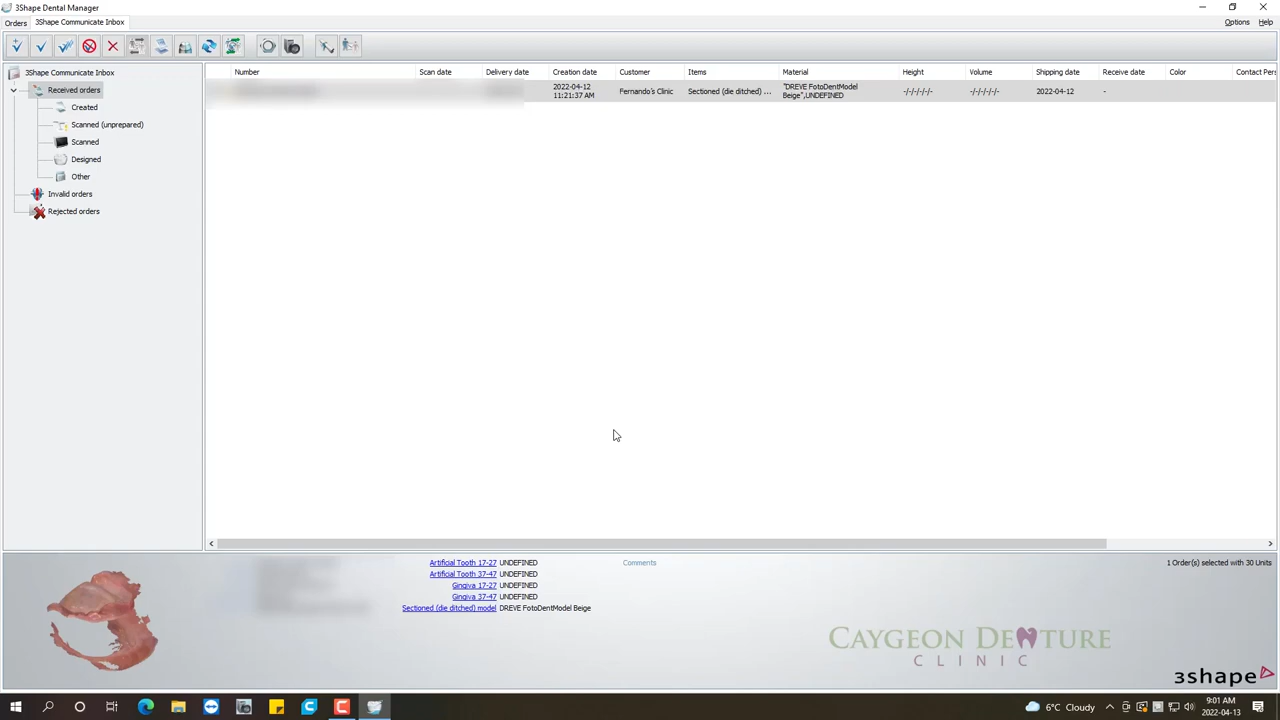 3Shape Dental Manager
Orders 3Shape Communicate Inbox
Options Help
3Shape Communicate Inbox
Received orders
Created
Scanned (unprepared)
Scanned
Designed
Other
Invalid orders
Rejected orders
Number Scan date Delivery date Creation date Customer Items Material Height Volume Shipping date Receive date Color Contact Pers
2022-04-12
11:21:37 AM
Fernando's Clinic
Sectioned (die ditched) ...
"DREVE FotoDentModel
Beige",UNDEFINED
-/-/-/-/- -/-/-/-/- 2022-04-12 -
Artificial Tooth 17-27 UNDEFINED
Artificial Tooth 37-47 UNDEFINED
Gingiva 17-27 UNDEFINED
Gingiva 37-47 UNDEFINED
Sectioned (die ditched) model DREVE FotoDentModel Beige
Comments
1 Order(s) selected with 30 Units
CAYGEON DENTURE
CLINIC
3shape
6°C Cloudy
9:01 AM
2022-04-13